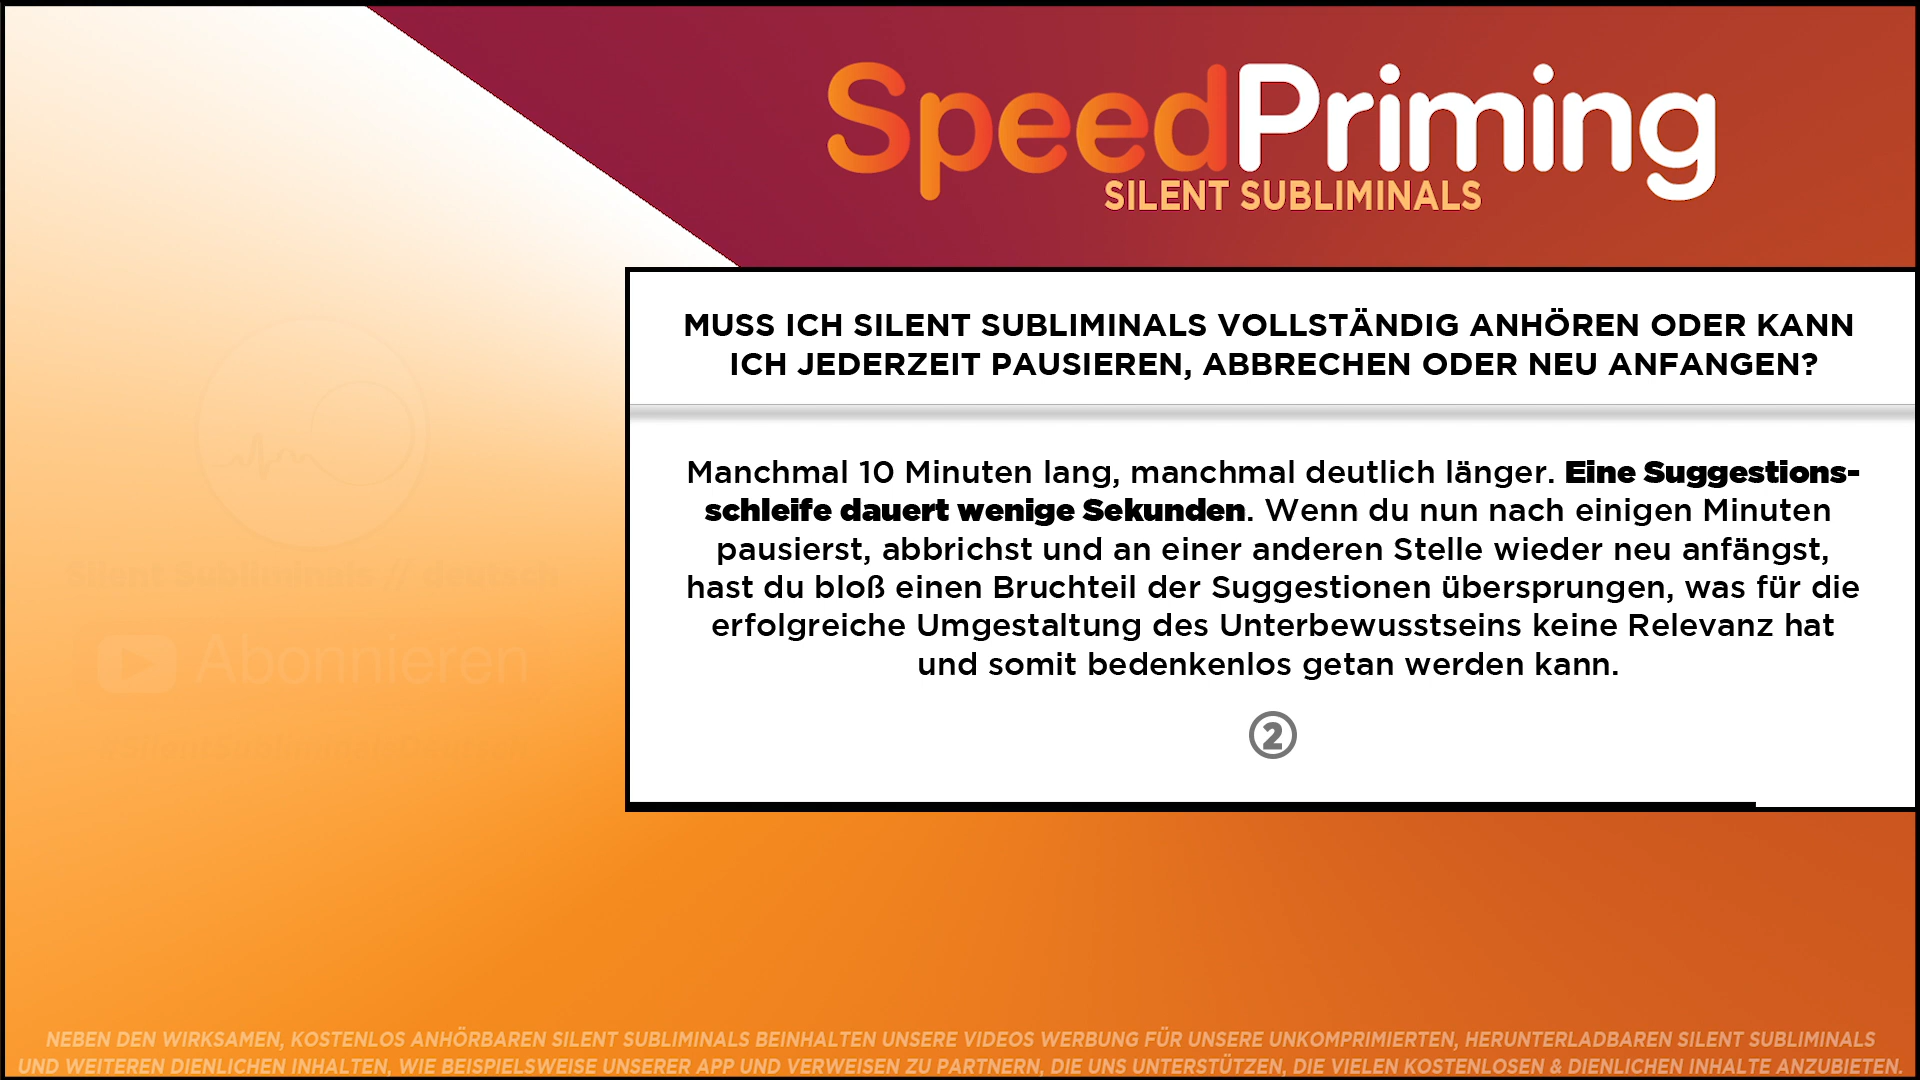 SpeedPriming
SILENT SUBLIMINALS
MUSS ICH SILENT SUBLIMINALS VOLLSTÄNDIG ANHÖREN ODER KANN
ICH JEDERZEIT PAUSIEREN, ABBRECHEN ODER NEU ANFANGEN?
Manchmal 10 Minuten lang, manchmal deutlich länger. Eine Suggestions-
schleife dauert wenige Sekunden. Wenn du nun nach einigen Minuten
pausierst, abbrichst und an einer anderen Stelle wieder neu anfängst,
hast du bloß einen Bruchteil der Suggestionen übersprungen, was für die
erfolgreiche Umgestaltung des Unterbewusstseins keine Relevanz hat
und somit bedenkenlos getan werden kann.
2
Silent Subliminals // deutsch
Abonnieren
NEBEN DEN WIRKSAMEN, KOSTENLOS ANHÖRBAREN SILENT SUBLIMINALS BEINHALTEN UNSERE VIDEOS WERBUNG FÜR UNSERE UNKOMPRIMIERTEN, HERUNTERLADBAREN SILENT SUBLIMINALS
UND WEITEREN DIENLICHEN INHALTEN, WIE BEISPIELSWEISE UNSERER APP UND VERWEISEN ZU PARTNERN, DIE UNS UNTERSTÜTZEN, DIE VIELEN KOSTENLOSEN & DIENLICHEN INHALTE ANZUBIETEN.